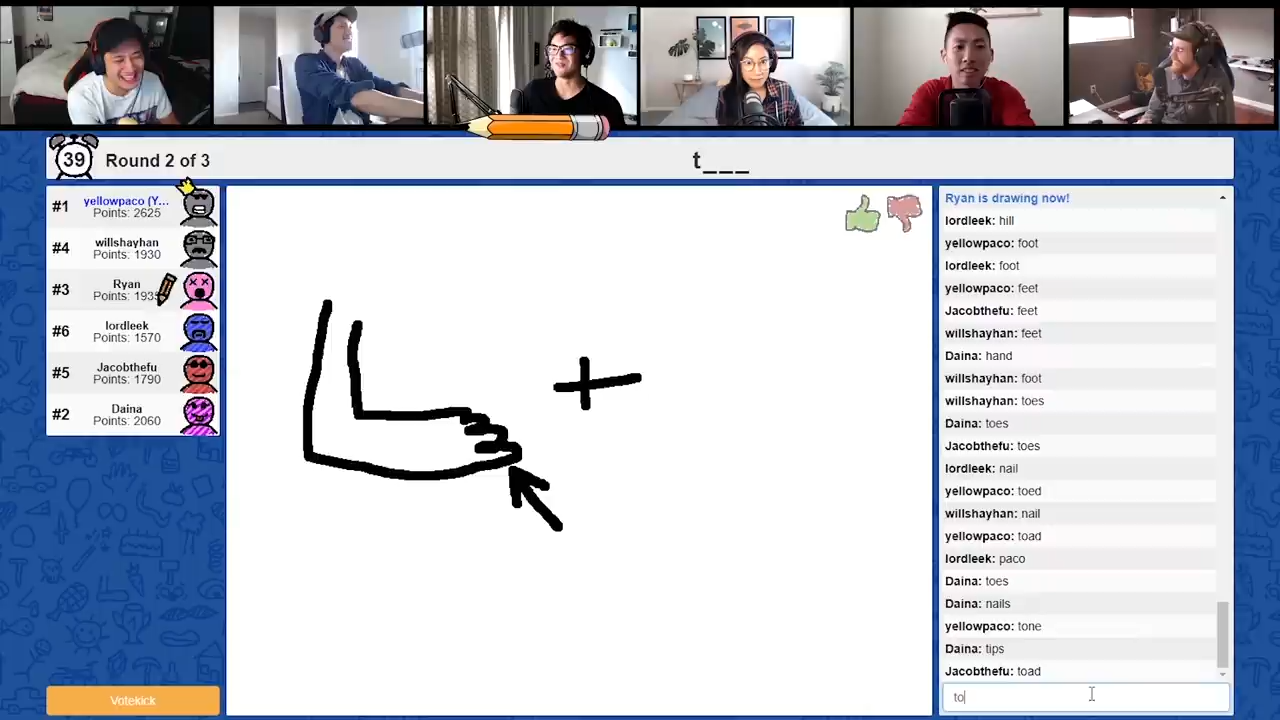 39
Round 2 of 3
t___
#1
yellowpaco (Y...
Points: 2625
#4
willshayhan
Points: 1930
#3
Ryan
Points: 193
#6
lordleek
Points: 1570
#5
Jacobthefu
Points: 1790
#2
Daina
Points: 2060
Votekick
Ryan is drawing now!
lordleek: hill
yellowpaco: foot
lordleek: foot
yellowpaco: feet
Jacobthefu: feet
willshayhan: feet
Daina: hand
willshayhan: foot
willshayhan: toes
Daina: toes
Jacobthefu: toes
lordleek: nail
yellowpaco: toed
willshayhan: nail
yellowpaco: toad
lordleek: paco
Daina: toes
Daina: nails
yellowpaco: tone
Daina: tips
Jacobthefu: toad
to